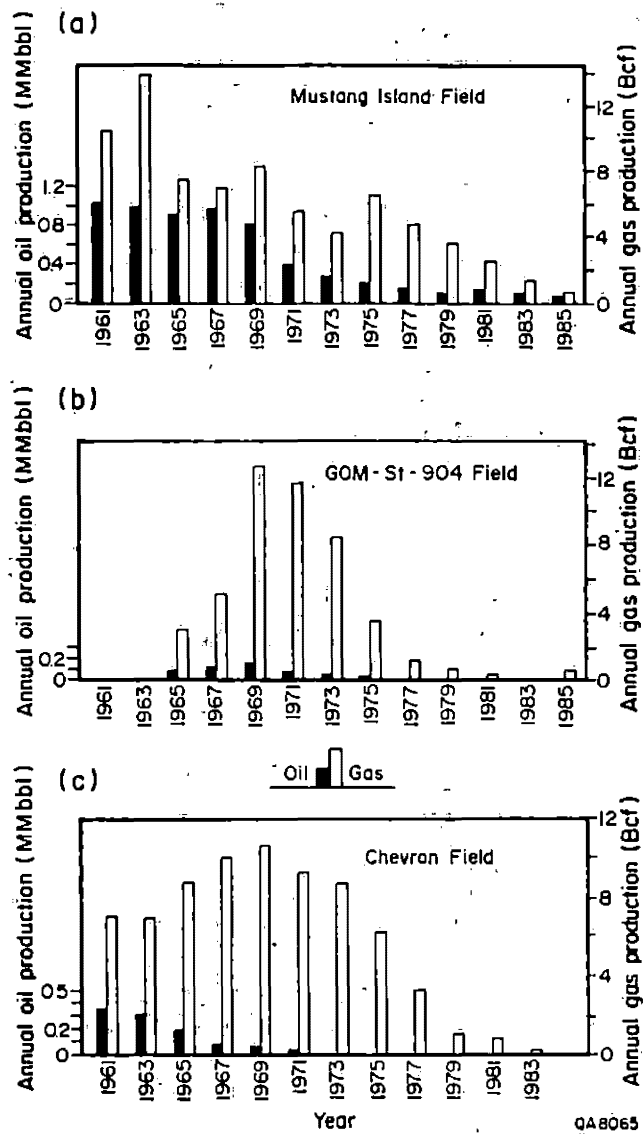 (a)
Annual oil production (MMbbl)
Annual gas production (Bcf)
Mustang Island Field
1.2
0.8
0.4
0
12
8
4
0
1961 1963 1965 1967 1969 1971 1973 1975 1977 1979 1981 1983 1985
(b)
Annual oil production (MMbbl)
Annual gas production (Bcf)
GOM-St-904 Field
0.2
0
12
8
4
0
1961 1963 1965 1967 1969 1971 1973 1975 1977 1979 1981 1983 1985
Oil Gas
(c)
Annual oil production (MMbbl)
Annual gas production (Bcf)
Chevron Field
0.5
0.2
0
12
8
4
0
1961 1963 1965 1967 1969 1971 1973 1975 1977 1979 1981 1983
Year
QA8065